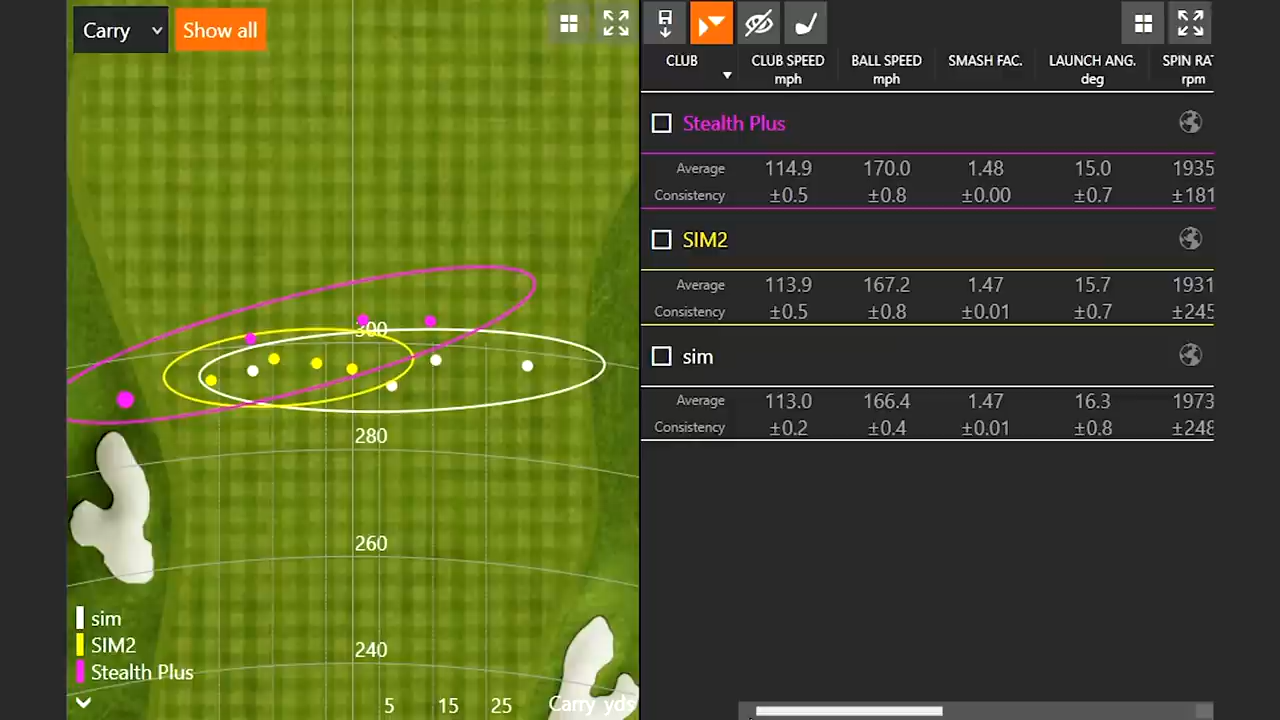 Carry
Show all
300
280
260
240
5 15 25 Carry yds
sim
SIM2
Stealth Plus
CLUB CLUB SPEED BALL SPEED SMASH FAC. LAUNCH ANG. SPIN RAT
mph mph deg rpm
Stealth Plus
Average 114.9 170.0 1.48 15.0 1935
Consistency ±0.5 ±0.8 ±0.00 ±0.7 ±181
SIM2
Average 113.9 167.2 1.47 15.7 1931
Consistency ±0.5 ±0.8 ±0.01 ±0.7 ±245
sim
Average 113.0 166.4 1.47 16.3 1973
Consistency ±0.2 ±0.4 ±0.01 ±0.8 ±248